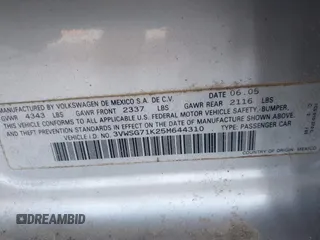 MFD BY VOLKSWAGEN DE MEXICO S.A. DE C.V. DATE 06.05
GVWR 4343 LBS GAWR FRONT 2337 LBS GAWR REAR 2116 LBS
THIS VEHICLE CONFORMS TO ALL APPLICABLE U.S. FEDERAL MOTOR VEHICLE SAFETY, BUMPER,
AND THEFT PREVENTION STANDARDS IN EFFECT ON THE DATE OF MANUFACTURE SHOWN ABOVE.
VEHICLE I.D. NO. 3VWSG71K25M644310 TYPE: PASSENGER CAR
COUNTRY OF ORIGIN MEXICO
DREAMBID